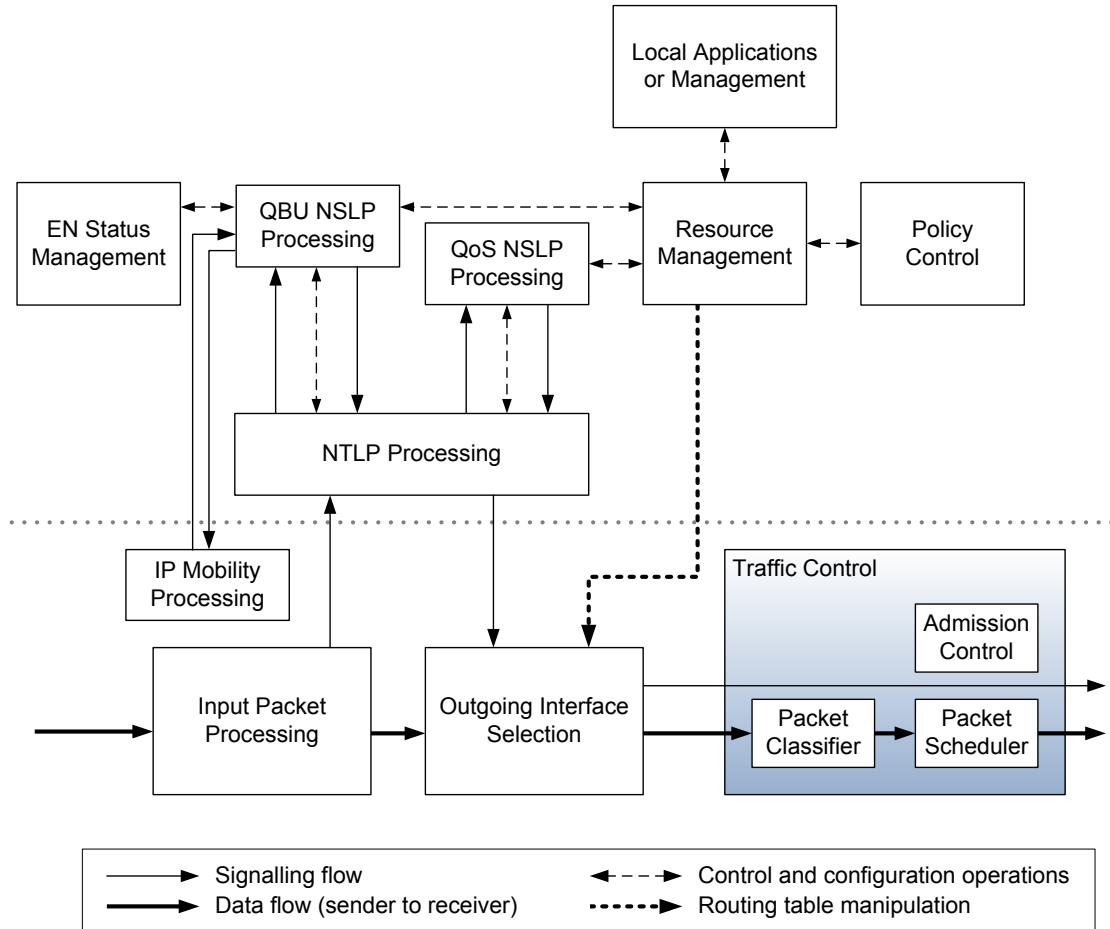 Local Applications
or Management
EN Status
Management
QBU NSLP
Processing
QoS NSLP
Processing
Resource
Management
Policy
Control
NTLP Processing
IP Mobility
Processing
Traffic Control
Admission
Control
Input Packet
Processing
Outgoing Interface
Selection
Packet
Classifier
Packet
Scheduler
Signalling flow
Control and configuration operations
Data flow (sender to receiver)
Routing table manipulation